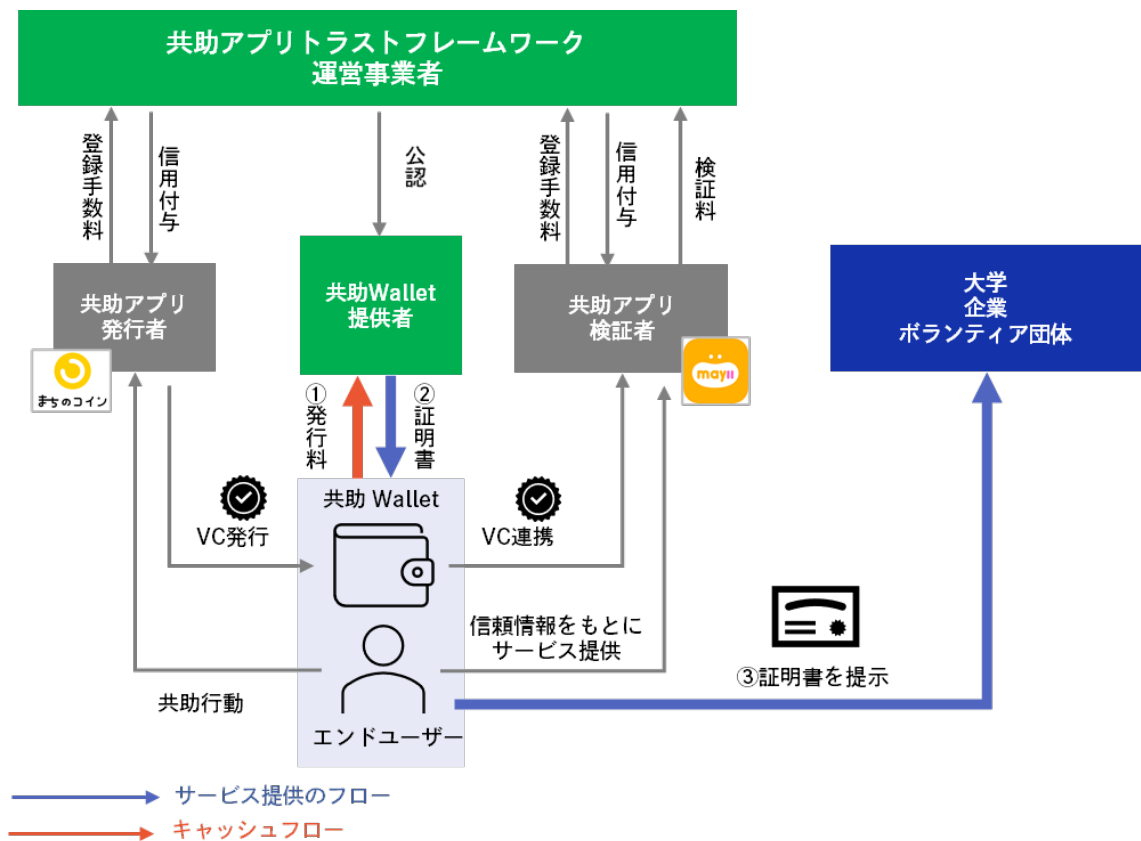 共助アプリトラストフレームワーク
運営事業者
登録手数料
信用付与
公認
登録手数料
信用付与
検証料
共助アプリ
発行者
まちのコイン
共助Wallet
提供者
共助アプリ
検証者
mayii
大学
企業
ボランティア団体
①発行料
②証明書
共助 Wallet
VC発行
VC連携
信頼情報をもとに
サービス提供
③証明書を提示
共助行動
エンドユーザー
サービス提供のフロー
キャッシュフロー